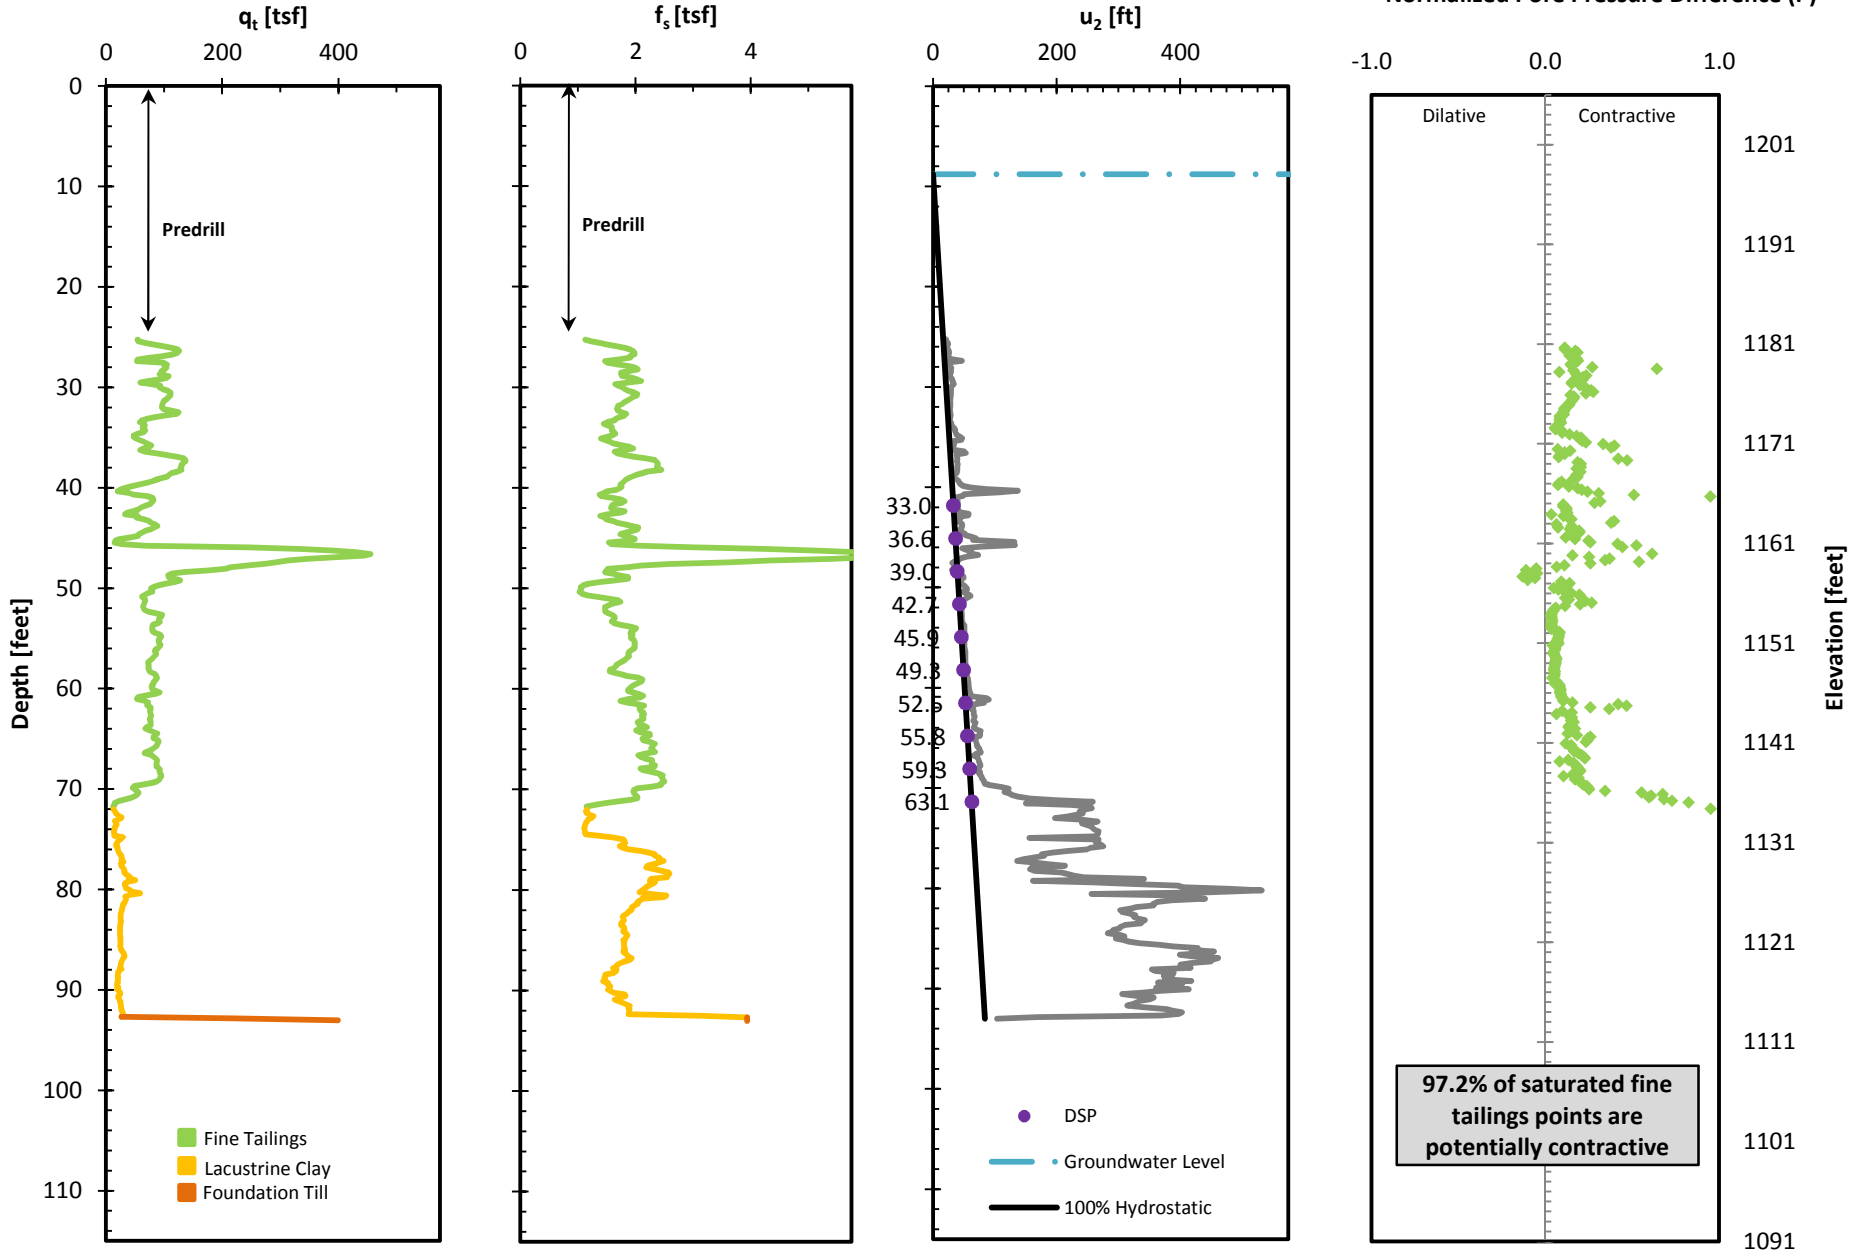 q_t [tsf]
f_s [tsf]
u_2 [ft]
0 200 400
0 2 4
0 200 400
-1.0 0.0 1.0
Depth [feet]
0
10
20
30
40
50
60
70
80
90
100
110
Predrill
Predrill
33.0
36.6
39.0
42.7
45.9
49.3
52.5
55.8
59.3
63.1
Fine Tailings
Lacustrine Clay
Foundation Till
DSP
Groundwater Level
100% Hydrostatic
Dilative Contractive
97.2% of saturated fine
tailings points are
potentially contractive
1201
1191
1181
1171
1161
1151
1141
1131
1121
1111
1101
1091
Elevation [feet]